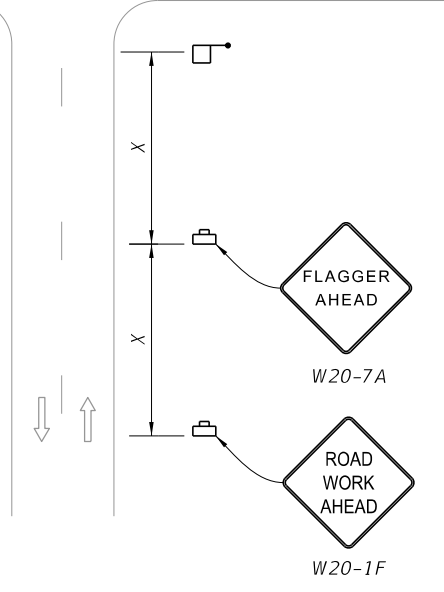 X
FLAGGER
AHEAD
W20-7A
X
ROAD
WORK
AHEAD
W20-1F